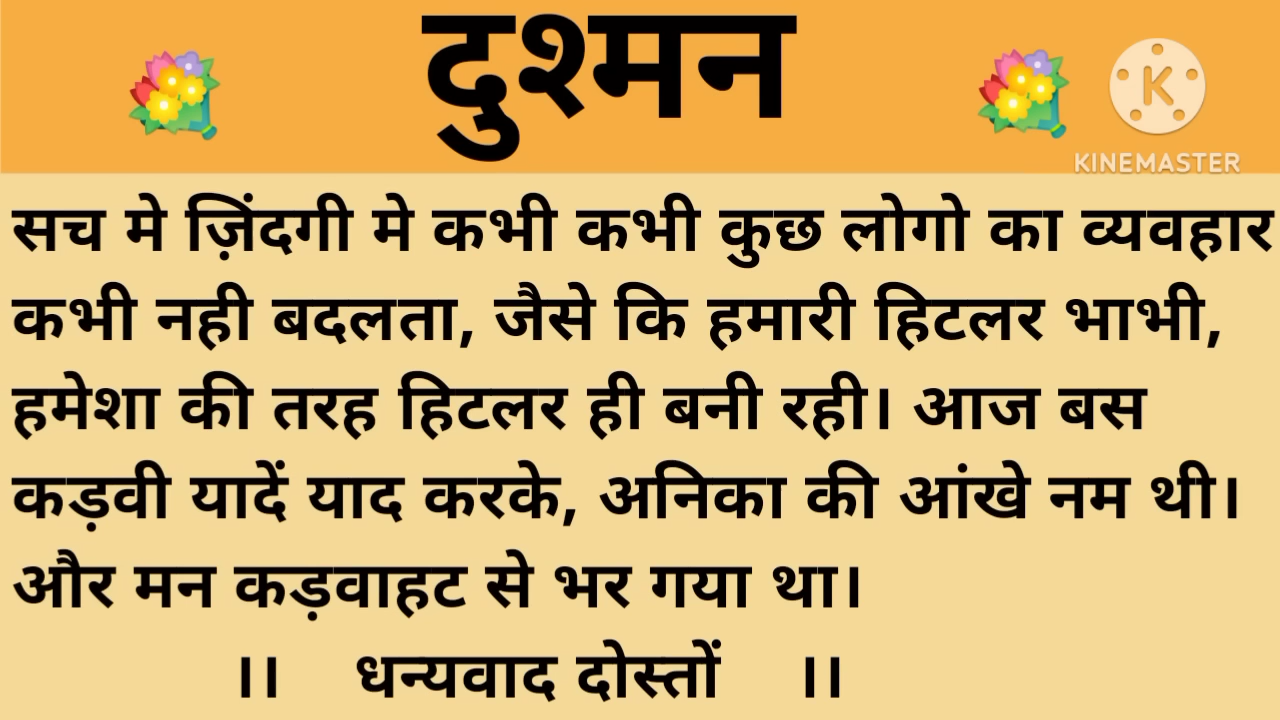 दुश्मन
K
KINEMASTER
सच मे ज़िंदगी मे कभी कभी कुछ लोगो का व्यवहार
कभी नही बदलता, जैसे कि हमारी हिटलर भाभी,
हमेशा की तरह हिटलर ही बनी रही। आज बस
कड़वी यादें याद करके, अनिका की आंखे नम थी।
और मन कड़वाहट से भर गया था।
।। धन्यवाद दोस्तों ।।